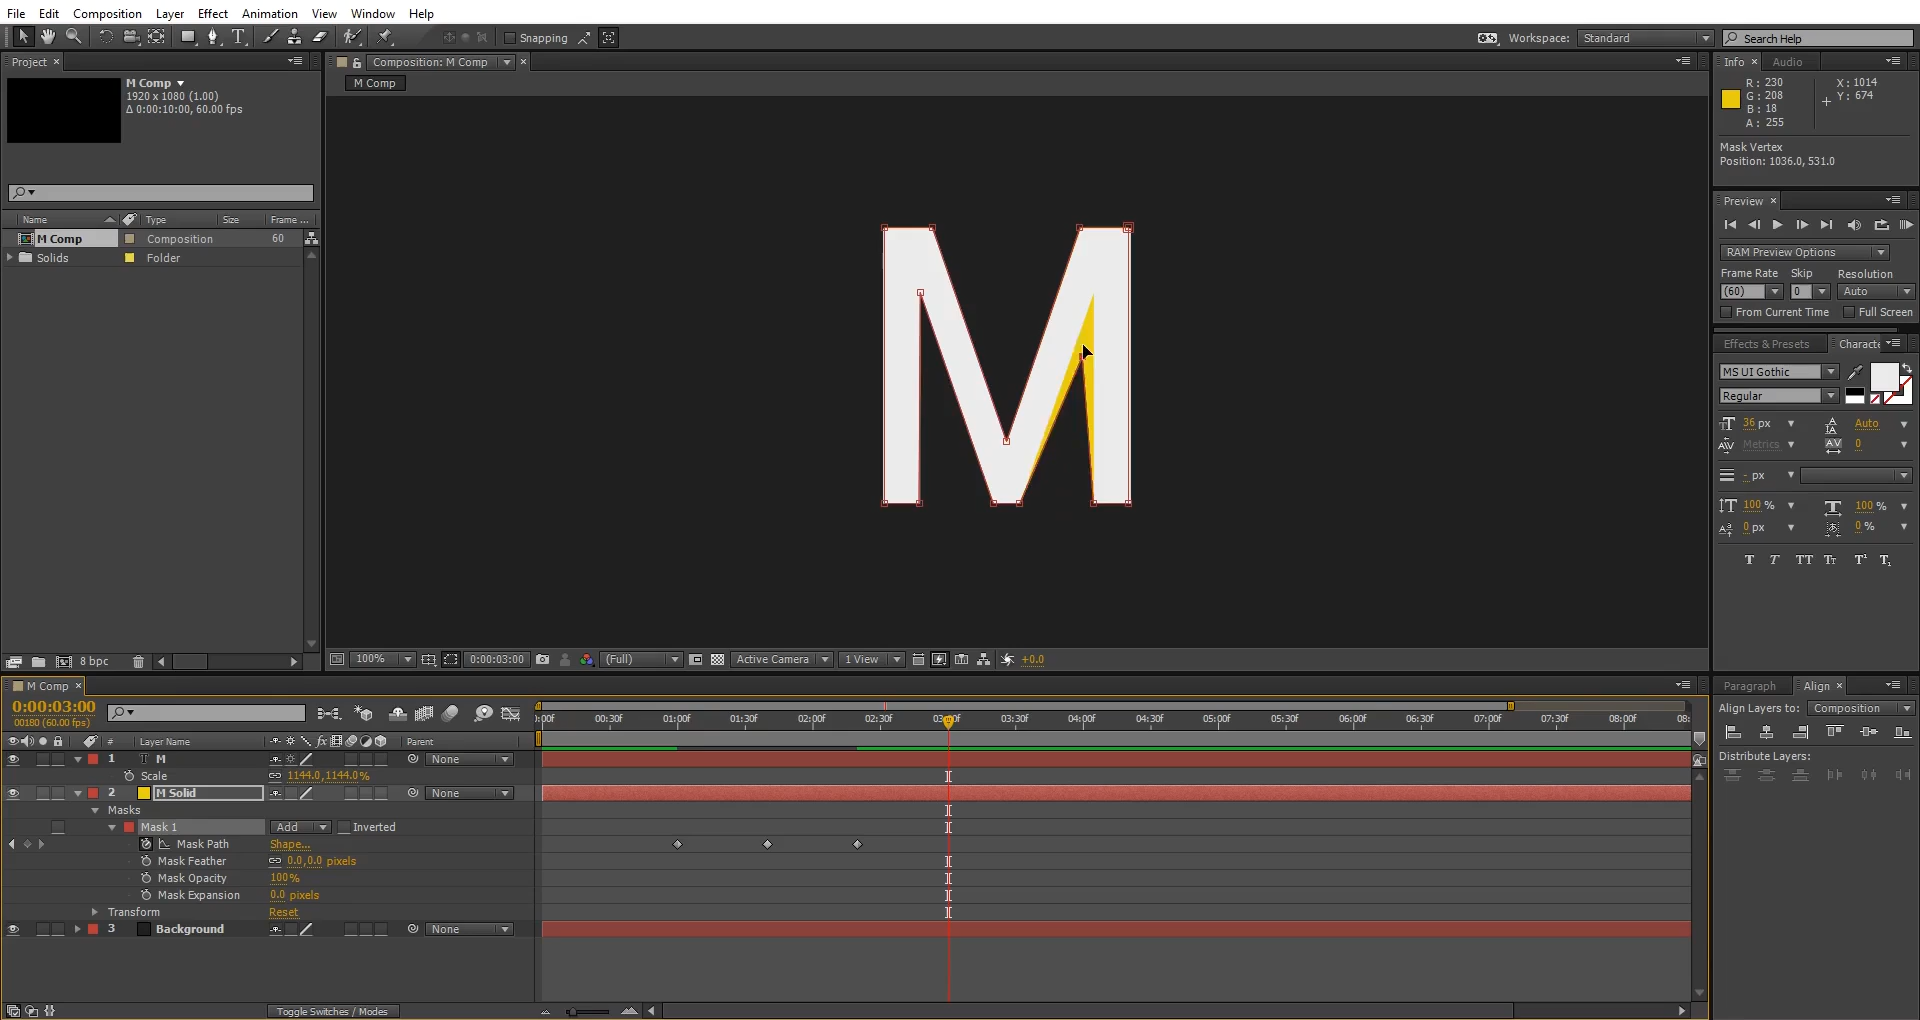 File Edit Composition Layer Effect Animation View Window Help
Snapping
Workspace: Standard
Search Help
Project
M Comp
1920 x 1080 (1.00)
Δ 0:00:10:00, 60.00 fps
Name Type Size Frame ...
M Comp Composition 60
Solids Folder
8 bpc
Composition: M Comp
M Comp
M
100% 0:00:03:00 (Full) Active Camera 1 View +0.0
Info Audio
R: 230
G: 208
B: 18
A: 255
X: 1014
Y: 674
Mask Vertex
Position: 1036.0, 531.0
Preview
RAM Preview Options
Frame Rate Skip Resolution
(60) 0 Auto
From Current Time Full Screen
Effects & Presets Characte
MS UI Gothic
Regular
36 px Auto
Metrics 0
- px
100 % 100 %
0 px 0 %
T T TT Tт T¹ T₁
Paragraph Align
Align Layers to: Composition
Distribute Layers:
M Comp
0:00:03:00
00180 (60.00 fps)
):00f 00:30f 01:00f 01:30f 02:00f 02:30f 03:00f 03:30f 04:00f 04:30f 05:00f 05:30f 06:00f 06:30f 07:00f 07:30f 08:00f 08:
# Layer Name Parent
1 T M None
Scale 1144.0,1144.0%
2 M Solid None
Masks
Mask 1 Add Inverted
Mask Path Shape...
Mask Feather 0.0,0.0 pixels
Mask Opacity 100%
Mask Expansion 0.0 pixels
Transform Reset
3 Background None
Toggle Switches / Modes